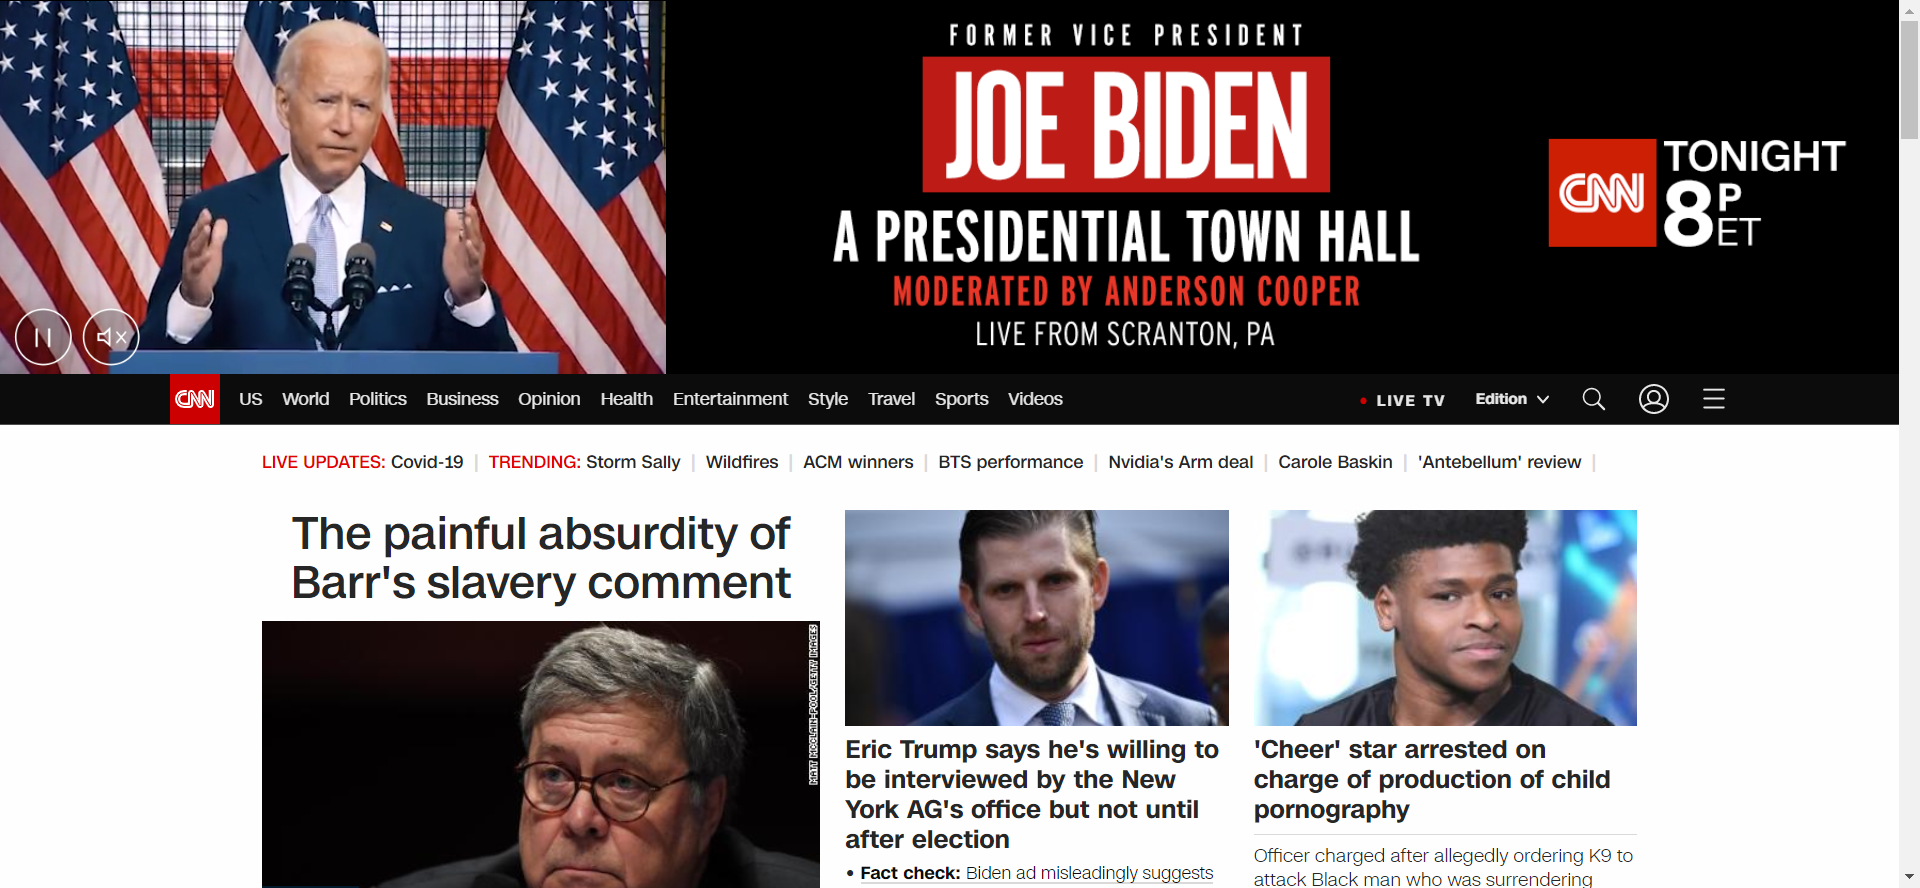 FORMER VICE PRESIDENT
JOE BIDEN
A PRESIDENTIAL TOWN HALL
MODERATED BY ANDERSON COOPER
LIVE FROM SCRANTON, PA
CNN
TONIGHT
8P
ET
CNN US World Politics Business Opinion Health Entertainment Style Travel Sports Videos LIVE TV Edition
LIVE UPDATES: Covid-19 | TRENDING: Storm Sally | Wildfires | ACM winners | BTS performance | Nvidia's Arm deal | Carole Baskin | 'Antebellum' review |
The painful absurdity of
Barr's slavery comment
MATT MCCLAIN-POOL/GETTY IMAGES
Eric Trump says he's willing to
be interviewed by the New
York AG's office but not until
after election
• Fact check: Biden ad misleadingly suggests
'Cheer' star arrested on
charge of production of child
pornography
Officer charged after allegedly ordering K9 to
attack Black man who was surrendering